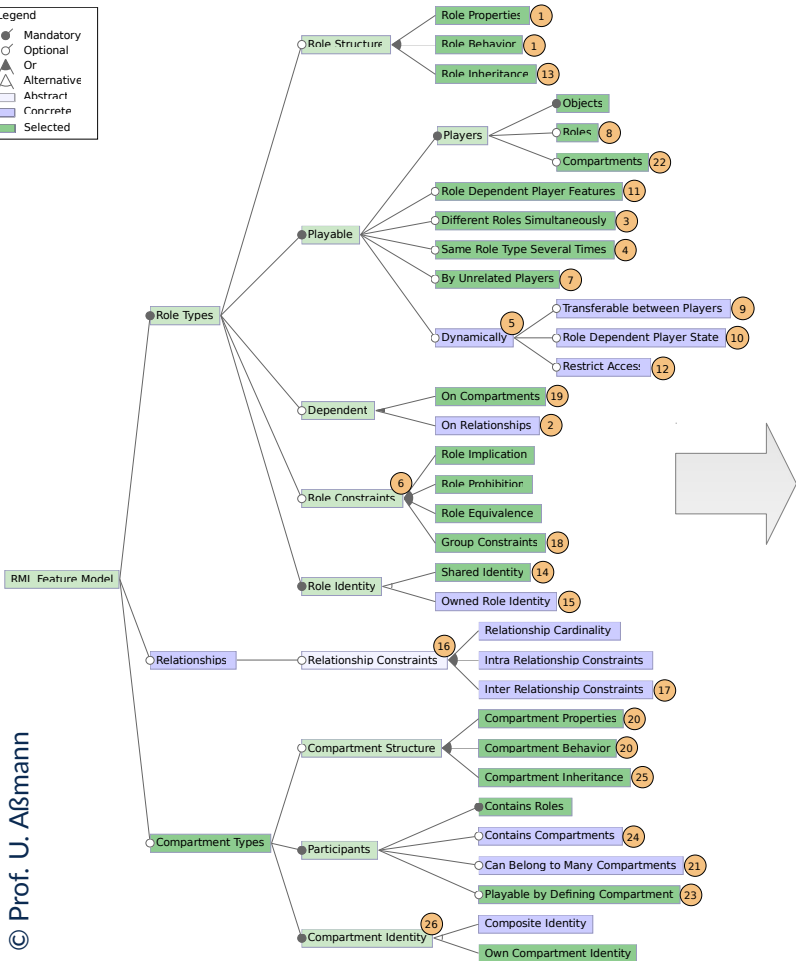 Legend
Mandatory
Optional
Or
Alternative
Abstract
Concrete
Selected
Role Properties 1
Role Structure
Role Behavior 1
Role Inheritance 13
Objects
Players
Roles 8
Compartments 22
Role Dependent Player Features 11
Different Roles Simultaneously 3
Playable
Same Role Type Several Times 4
By Unrelated Players 7
Transferable between Players 9
Role Types
5
Dynamically
Role Dependent Player State 10
Restrict Access 12
On Compartments 19
Dependent
On Relationships 2
Role Implication
6
Role Prohibition
Role Constraints
Role Equivalence
Group Constraints 18
Shared Identity 14
RML Feature Model
Role Identity
Owned Role Identity 15
Relationship Cardinality
16
Relationships
Relationship Constraints
Intra Relationship Constraints
Inter Relationship Constraints 17
Compartment Properties 20
Compartment Structure
Compartment Behavior 20
Compartment Inheritance 25
Contains Roles
Contains Compartments 24
Compartment Types
Participants
Can Belong to Many Compartments 21
Playable by Defining Compartment 23
26
Composite Identity
Compartment Identity
Own Compartment Identity
© Prof. U. Aßmann